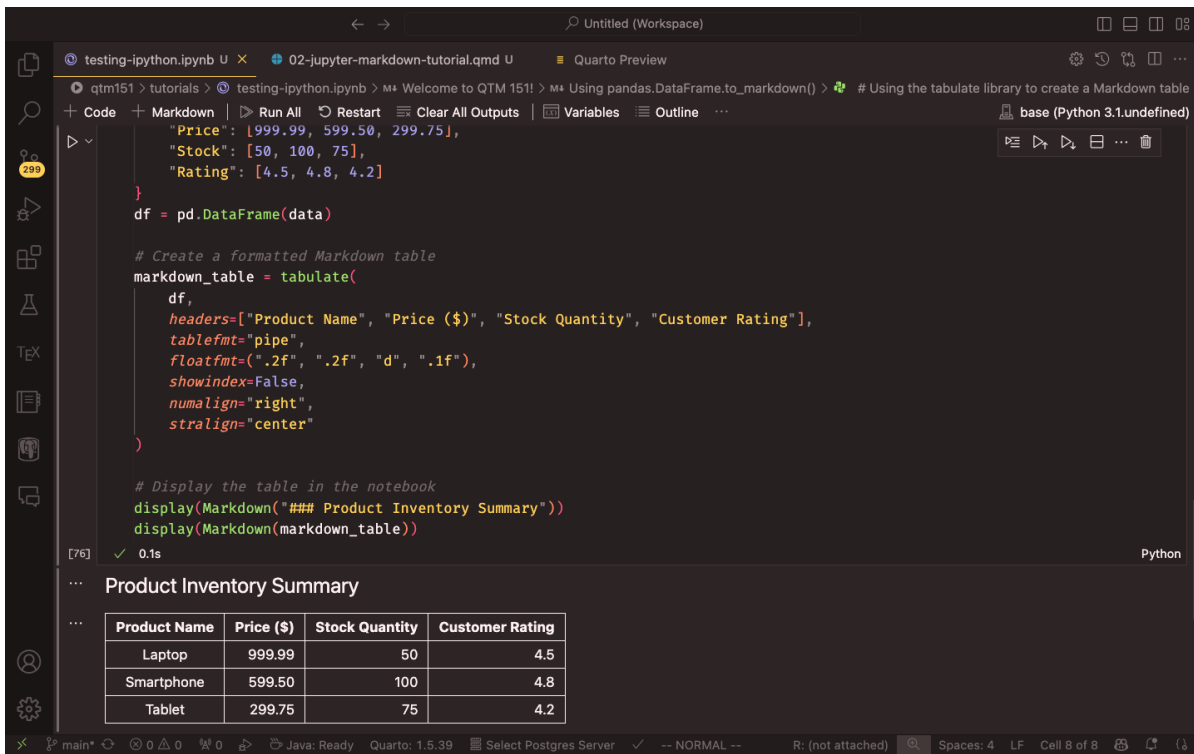 Untitled (Workspace)
testing-ipython.ipynb U × 02-jupyter-markdown-tutorial.qmd U Quarto Preview
qtm151 > tutorials > testing-ipython.ipynb > M↓ Welcome to QTM 151! > M↓ Using pandas.DataFrame.to_markdown() > # Using the tabulate library to create a Markdown table
+ Code + Markdown | Run All Restart Clear All Outputs | Variables Outline ... base (Python 3.1.undefined)
"Price": [999.99, 599.50, 299.75],
"Stock": [50, 100, 75],
"Rating": [4.5, 4.8, 4.2]
}
df = pd.DataFrame(data)
# Create a formatted Markdown table
markdown_table = tabulate(
df,
headers=["Product Name", "Price ($)", "Stock Quantity", "Customer Rating"],
tablefmt="pipe",
floatfmt=(".2f", ".2f", "d", ".1f"),
showindex=False,
numalign="right",
stralign="center"
)
# Display the table in the notebook
display(Markdown("### Product Inventory Summary"))
display(Markdown(markdown_table))
[76] ✓ 0.1s Python
299
TEX
Product Inventory Summary
Product Name Price ($) Stock Quantity Customer Rating
Laptop 999.99 50 4.5
Smartphone 599.50 100 4.8
Tablet 299.75 75 4.2
main* 0 0 0 Java: Ready Quarto: 1.5.39 Select Postgres Server ✓ -- NORMAL -- R: (not attached) Spaces: 4 LF Cell 8 of 8